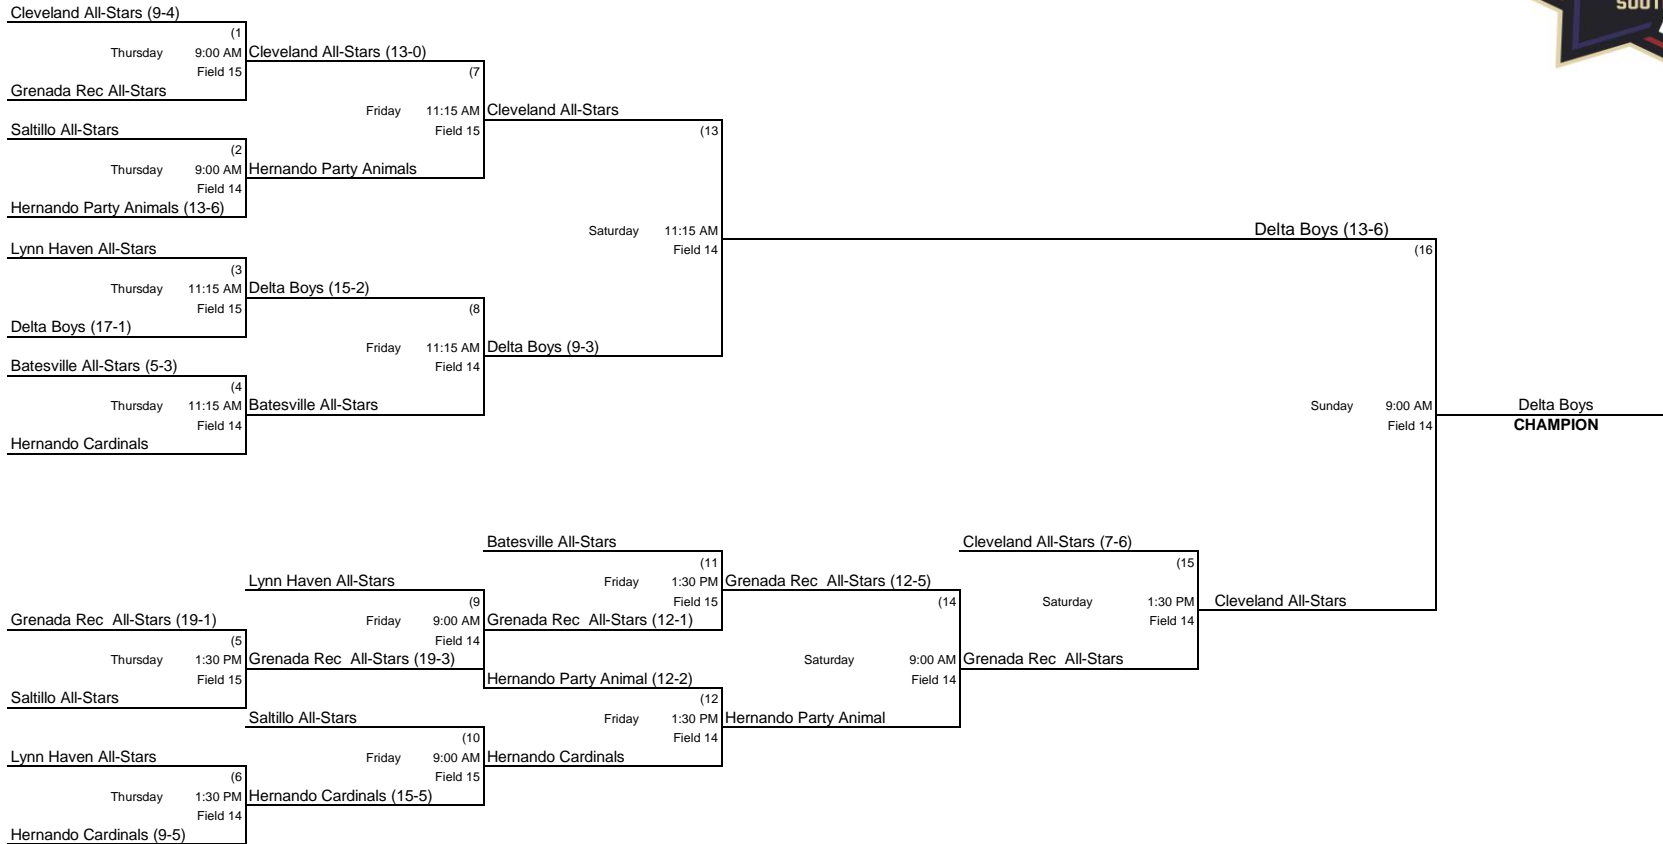 SOUT
Cleveland All-Stars (9-4)
(1
Thursday 9:00 AM Cleveland All-Stars (13-0)
Field 15 (7
Grenada Rec All-Stars
Friday 11:15 AM Cleveland All-Stars
Saltillo All-Stars Field 15 (13
(2
Thursday 9:00 AM Hernando Party Animals
Field 14
Hernando Party Animals (13-6)
Saturday 11:15 AM Delta Boys (13-6)
Lynn Haven All-Stars Field 14 (16
(3
Thursday 11:15 AM Delta Boys (15-2)
Field 15 (8
Delta Boys (17-1)
Friday 11:15 AM Delta Boys (9-3)
Batesville All-Stars (5-3) Field 14
(4
Thursday 11:15 AM Batesville All-Stars Sunday 9:00 AM Delta Boys
Field 14 Field 14 CHAMPION
Hernando Cardinals
Batesville All-Stars Cleveland All-Stars (7-6)
(11 (15
Lynn Haven All-Stars Friday 1:30 PM Grenada Rec  All-Stars (12-5)
(9 Field 15 (14 Saturday 1:30 PM Cleveland All-Stars
Grenada Rec  All-Stars (19-1) Friday 9:00 AM Grenada Rec  All-Stars (12-1) Field 14
(5 Field 14
Thursday 1:30 PM Grenada Rec  All-Stars (19-3) Saturday 9:00 AM Grenada Rec  All-Stars
Field 15 Hernando Party Animal (12-2) Field 14
Saltillo All-Stars (12
Saltillo All-Stars Friday 1:30 PM Hernando Party Animal
(10 Field 14
Lynn Haven All-Stars Friday 9:00 AM Hernando Cardinals
(6 Field 15
Thursday 1:30 PM Hernando Cardinals (15-5)
Field 14
Hernando Cardinals (9-5)